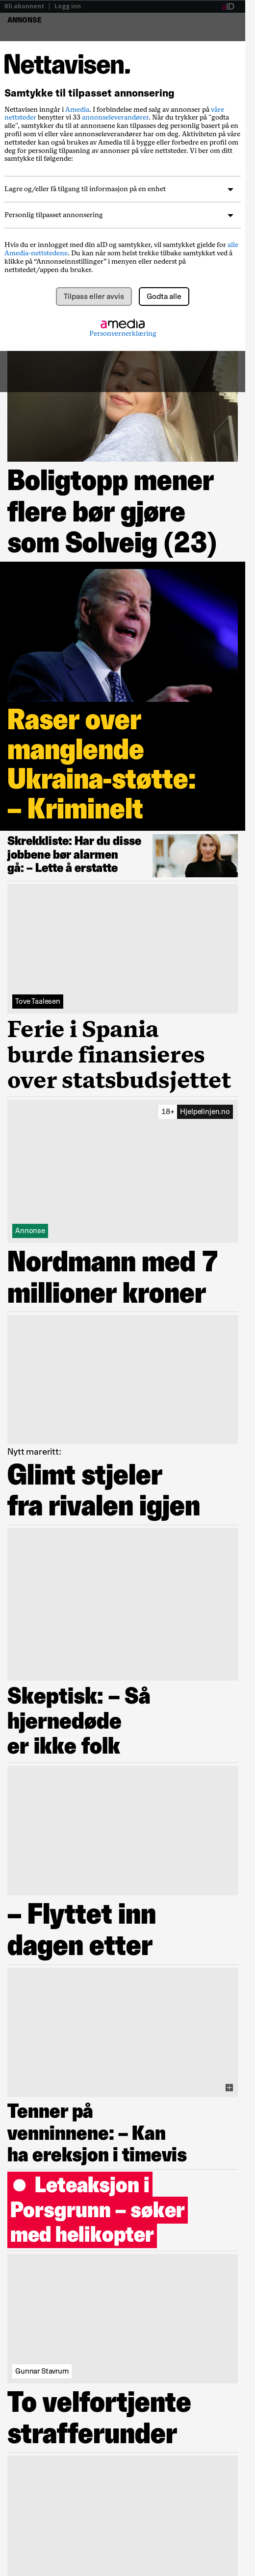 Bli abonnent | Logg inn
aID
ANNONSE
Nettavisen.
Samtykke til tilpasset annonsering
Nettavisen inngår i Amedia. I forbindelse med salg av annonser på våre
nettsteder benytter vi 33 annonseleverandører. Når du trykker på "godta
alle", samtykker du til at annonsene kan tilpasses deg personlig basert på en
profil som vi eller våre annonseleverandører har om deg. Aktiviteten på våre
nettsteder kan også brukes av Amedia til å bygge eller forbedre en profil om
deg for personlig tilpasning av annonser på våre nettsteder. Vi ber om ditt
samtykke til følgende:
Lagre og/eller få tilgang til informasjon på en enhet
Personlig tilpasset annonsering
Hvis du er innlogget med din aID og samtykker, vil samtykket gjelde for alle
Amedia-nettstedene. Du kan når som helst trekke tilbake samtykket ved å
klikke på “Annonseinnstillinger” i menyen eller nederst på
nettstedet/appen du bruker.
Tilpass eller avvis
Godta alle
amedia
Personvernerklæring
Boligtopp mener
flere bør gjøre
som Solveig (23)
Raser over
manglende
Ukraina-støtte:
– Kriminelt
Skrekkliste: Har du disse
jobbene bør alarmen
gå: – Lette å erstatte
Tove Taalesen
Ferie i Spania
burde finansieres
over statsbudsjettet
18+ Hjelpelinjen.no
Annonse
Nordmann med 7
millioner kroner
Nytt mareritt:
Glimt stjeler
fra rivalen igjen
Skeptisk: – Så
hjernedøde
er ikke folk
– Flyttet inn
dagen etter
Tenner på
venninnene: – Kan
ha ereksjon i timevis
Leteaksjon i
Porsgrunn – søker
med helikopter
Gunnar Stavrum
To velfortjente
strafferunder